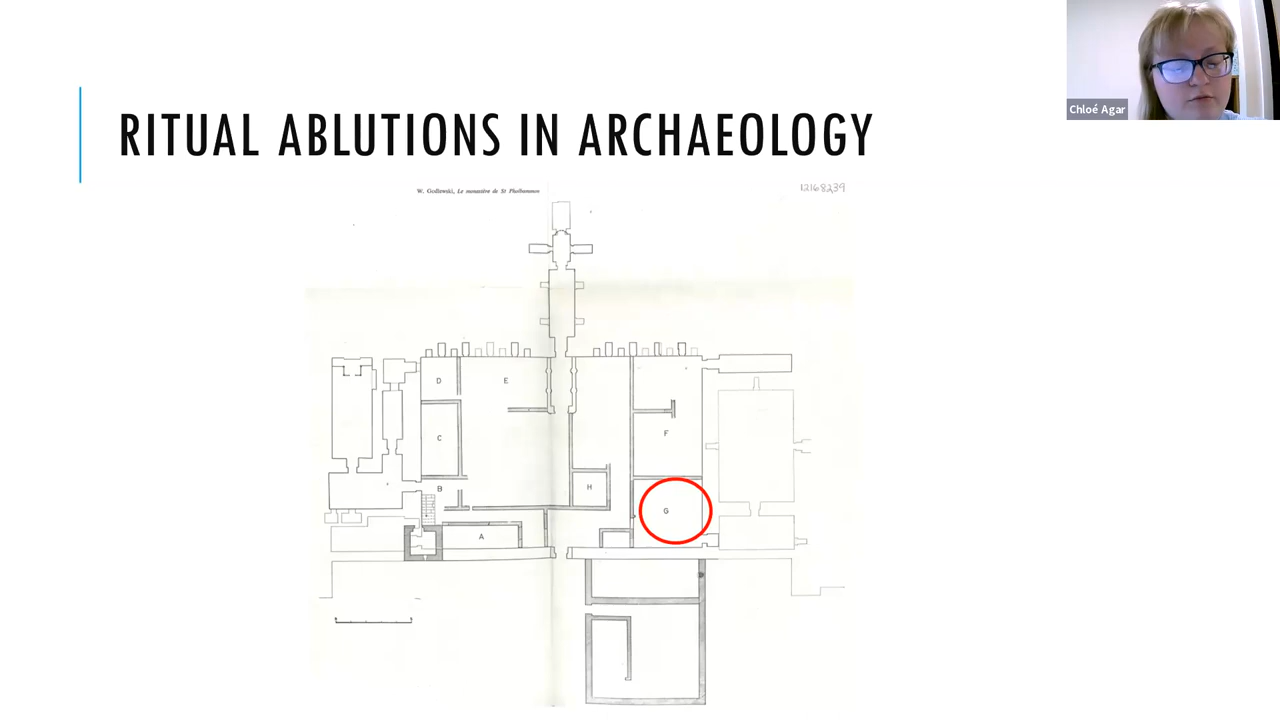 Chloé Agar
RITUAL ABLUTIONS IN ARCHAEOLOGY
W. Godlewski, Le monastère de St Phoibammon
12168239
D
E
C
F
B
H
G
A